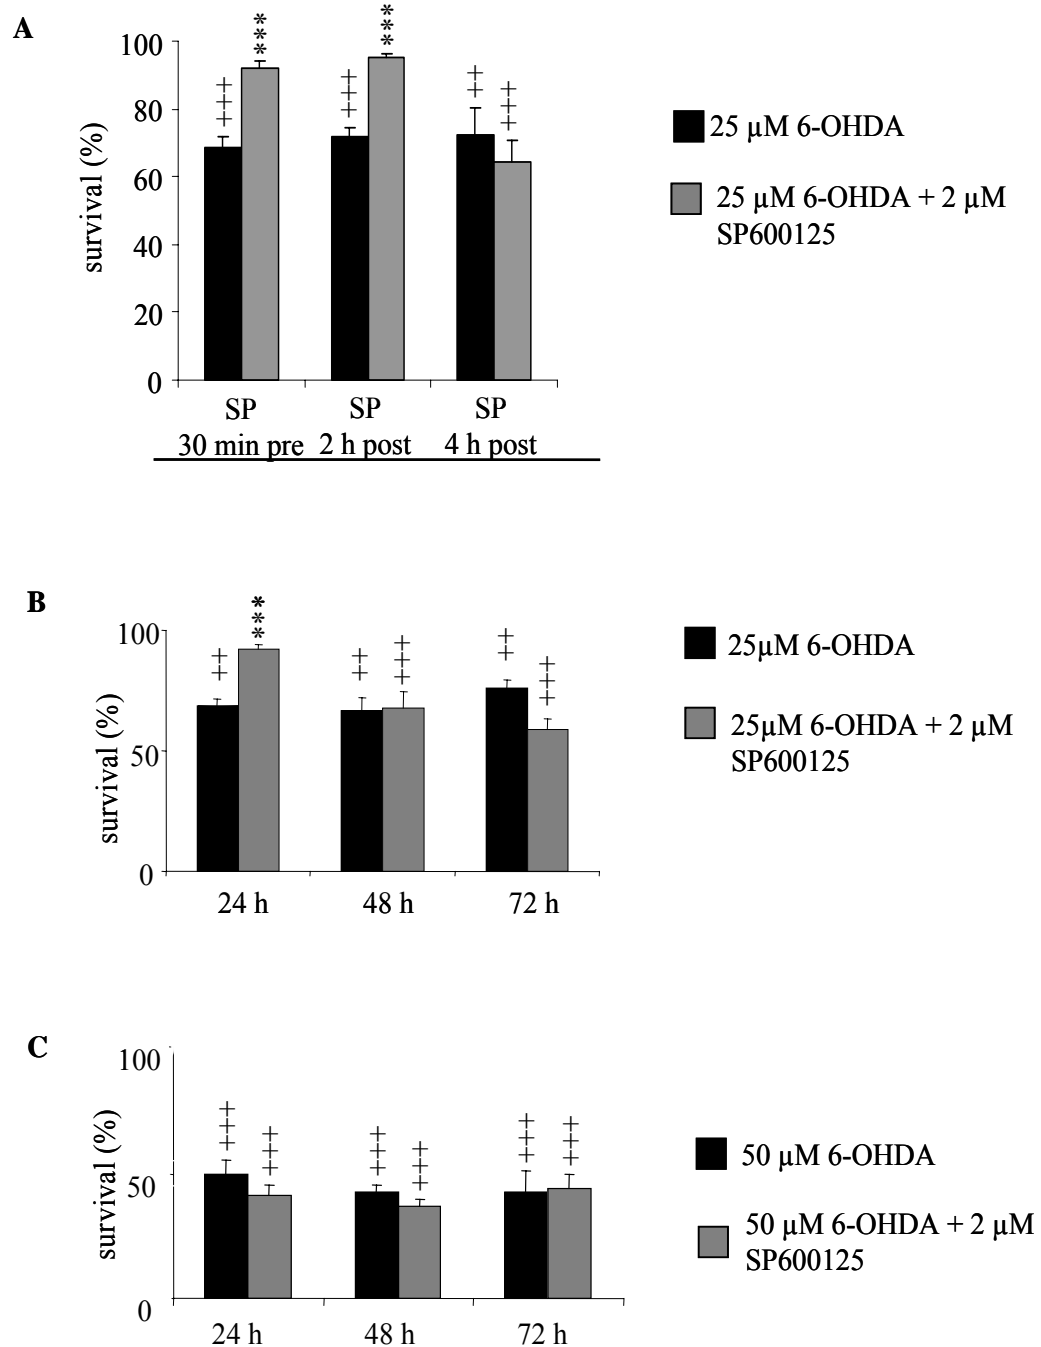 A
***
***
100
+++
+++
++
+++
80
60
40
20
0
survival (%)
25 µM 6-OHDA
25 µM 6-OHDA + 2 µM
SP600125
SP
SP
SP
30 min pre
2 h post
4 h post
B
***
100
++
++
+++
++
+++
50
0
survival (%)
25µM 6-OHDA
25µM 6-OHDA + 2 µM
SP600125
24 h
48 h
72 h
C
100
+++
+++
+++
+++
+++
+++
50
0
survival (%)
50 µM 6-OHDA
50 µM 6-OHDA + 2 µM
SP600125
24 h
48 h
72 h